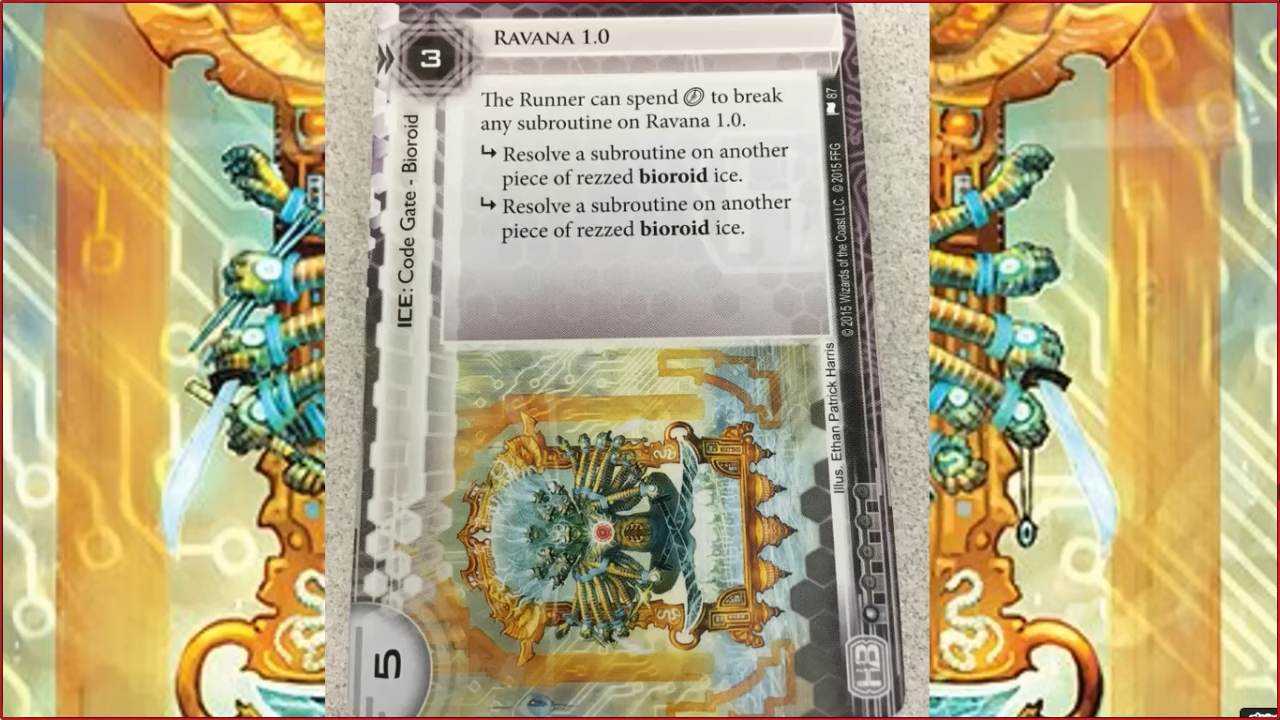 3
RAVANA 1.0
The Runner can spend to break
any subroutine on Ravana 1.0.
↳ Resolve a subroutine on another
piece of rezzed bioroid ice.
↳ Resolve a subroutine on another
piece of rezzed bioroid ice.
ICE: Code Gate - Bioroid
5
87
© 2015 Wizards of the Coast LLC. © 2015 FFG
Illus. Ethan Patrick Harris
HB